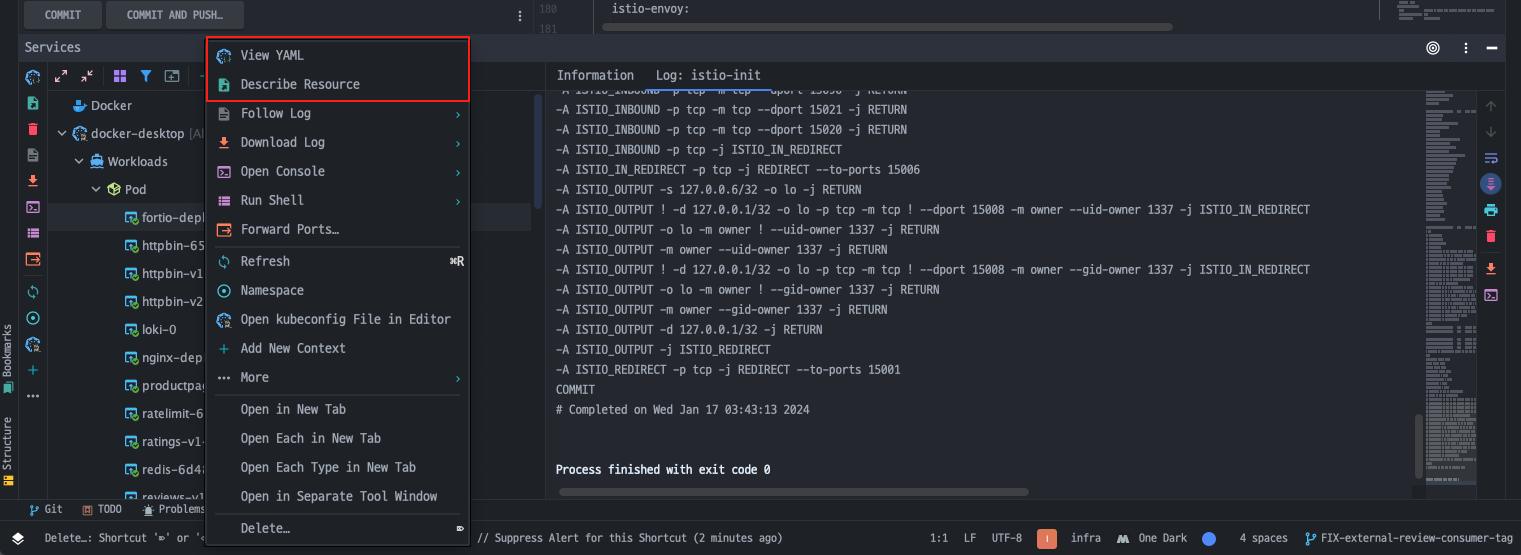 COMMIT
COMMIT AND PUSH…
180
istio-envoy:
181
Services
Docker
docker-desktop
Workloads
Pod
fortio-depl
httpbin-65
httpbin-v1
httpbin-v2
loki-0
nginx-dep
productpag
ratelimit-6
ratings-v1-
redis-6d48
reviews-v1
View YAML
Describe Resource
Follow Log
Download Log
Open Console
Run Shell
Forward Ports…
Refresh ⌘R
Namespace
Open kubeconfig File in Editor
Add New Context
More
Open in New Tab
Open Each in New Tab
Open Each Type in New Tab
Open in Separate Tool Window
Delete… ⌦
Information
Log: istio-init
-A ISTIO_INBOUND -p tcp -m tcp --dport 15090 -j RETURN
-A ISTIO_INBOUND -p tcp -m tcp --dport 15021 -j RETURN
-A ISTIO_INBOUND -p tcp -m tcp --dport 15020 -j RETURN
-A ISTIO_INBOUND -p tcp -j ISTIO_IN_REDIRECT
-A ISTIO_IN_REDIRECT -p tcp -j REDIRECT --to-ports 15006
-A ISTIO_OUTPUT -s 127.0.0.6/32 -o lo -j RETURN
-A ISTIO_OUTPUT ! -d 127.0.0.1/32 -o lo -p tcp -m tcp ! --dport 15008 -m owner --uid-owner 1337 -j ISTIO_IN_REDIRECT
-A ISTIO_OUTPUT -o lo -m owner ! --uid-owner 1337 -j RETURN
-A ISTIO_OUTPUT -m owner --uid-owner 1337 -j RETURN
-A ISTIO_OUTPUT ! -d 127.0.0.1/32 -o lo -p tcp -m tcp ! --dport 15008 -m owner --gid-owner 1337 -j ISTIO_IN_REDIRECT
-A ISTIO_OUTPUT -o lo -m owner ! --gid-owner 1337 -j RETURN
-A ISTIO_OUTPUT -m owner --gid-owner 1337 -j RETURN
-A ISTIO_OUTPUT -d 127.0.0.1/32 -j RETURN
-A ISTIO_OUTPUT -j ISTIO_REDIRECT
-A ISTIO_REDIRECT -p tcp -j REDIRECT --to-ports 15001
COMMIT
# Completed on Wed Jan 17 03:43:13 2024
Process finished with exit code 0
Bookmarks
Structure
Git
TODO
Problems
Delete…: Shortcut '⌦' or '<
// Suppress Alert for this Shortcut (2 minutes ago)
1:1
LF
UTF-8
I
infra
One Dark
4 spaces
FIX-external-review-consumer-tag